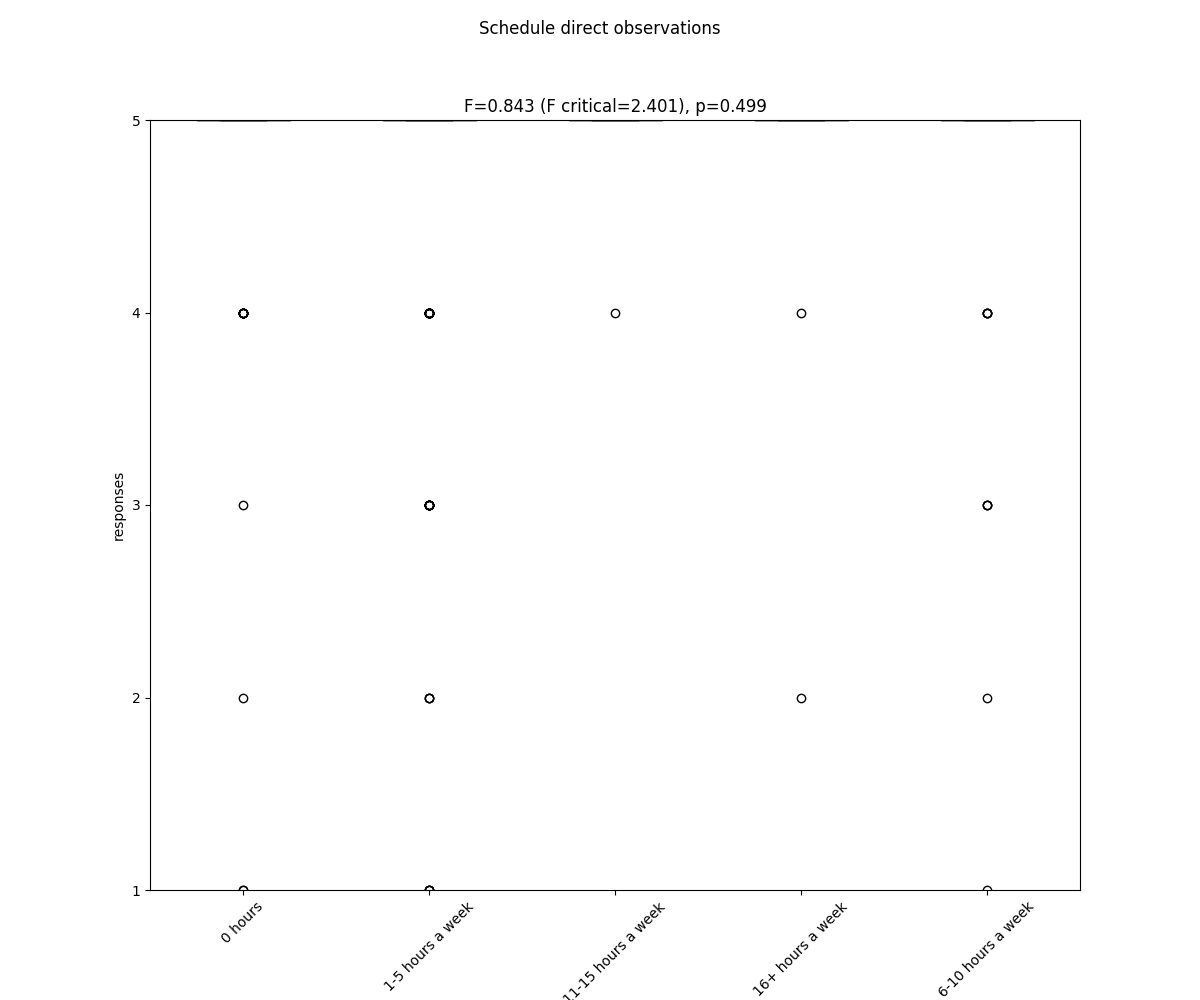 Schedule direct observations
F=0.843 (F critical=2.401), p=0.499
5
4
3
2
1
responses
0 hours
1-5 hours a week
11-15 hours a week
16+ hours a week
6-10 hours a week